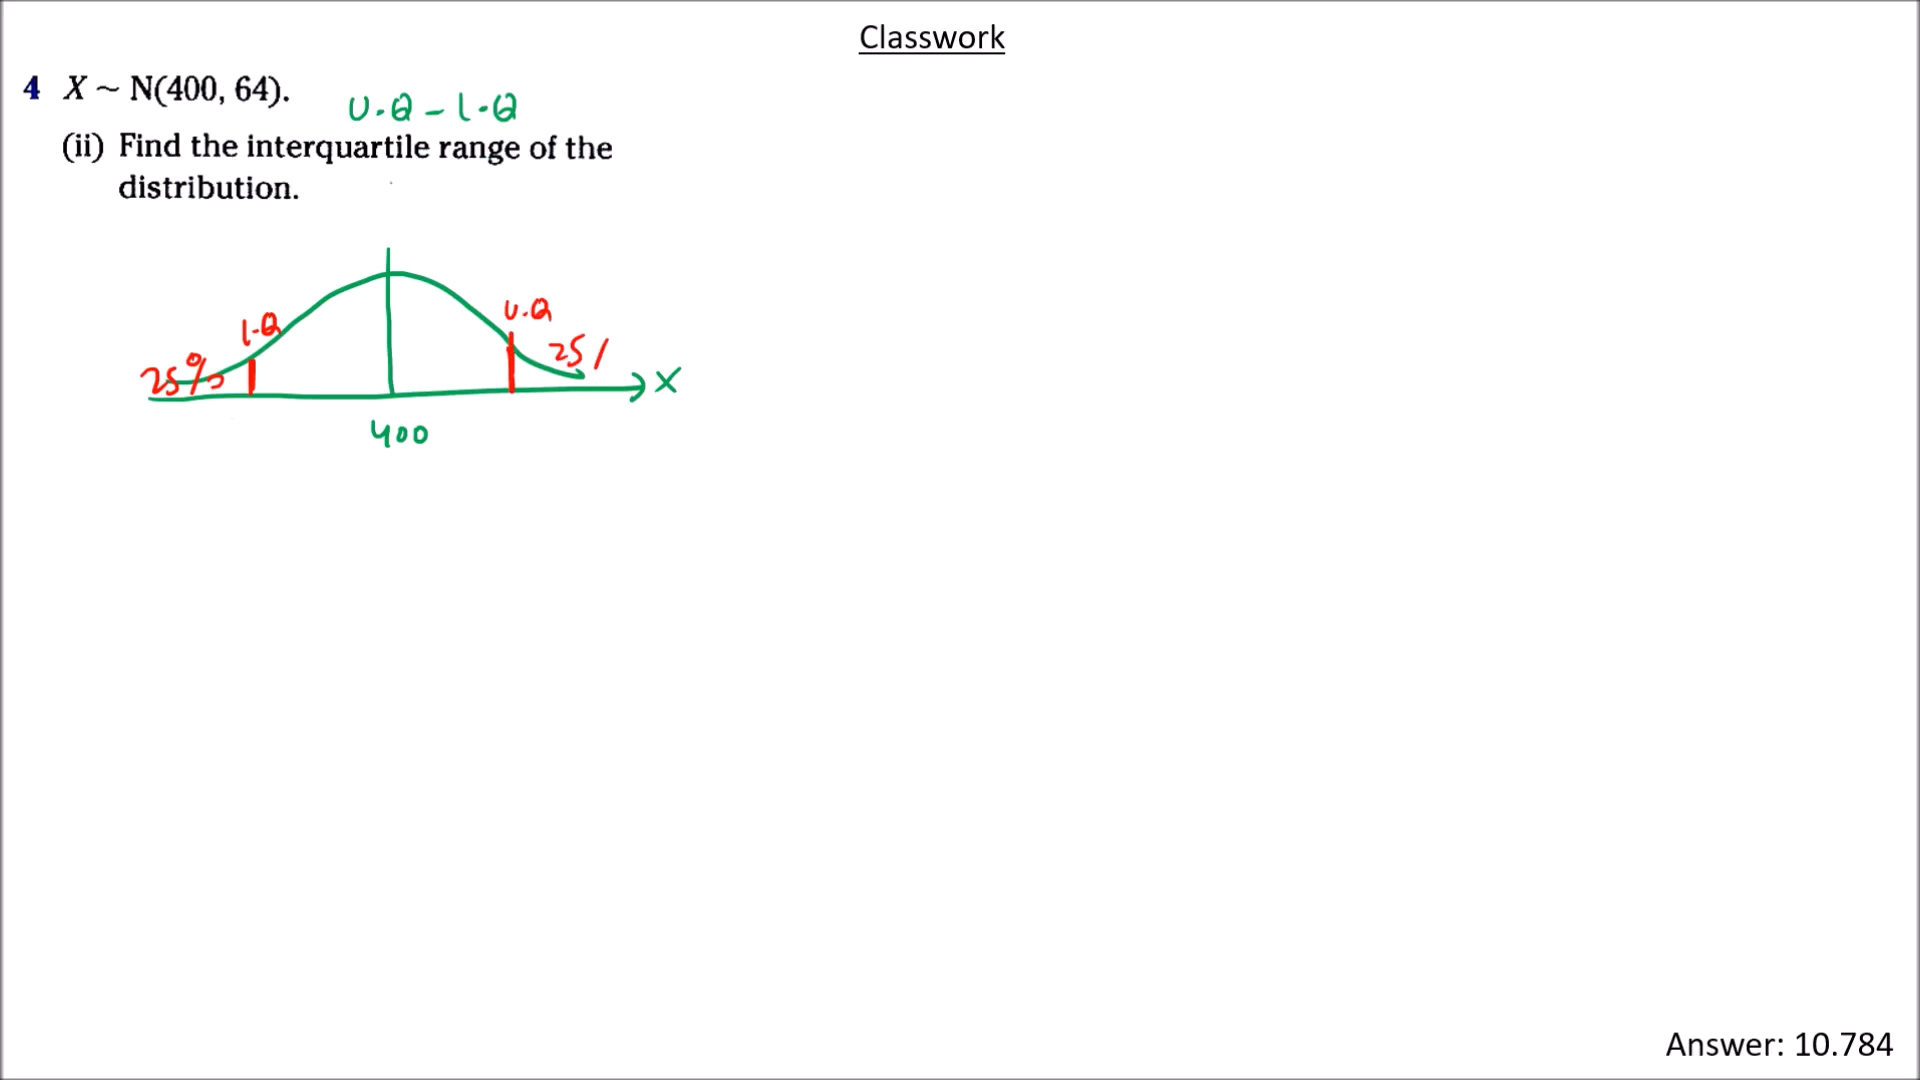 Classwork
4 X ~ N(400, 64).
U.Q - L.Q
(ii) Find the interquartile range of the
distribution.
L.Q
U.Q
25%
25/
X
400
Answer: 10.784